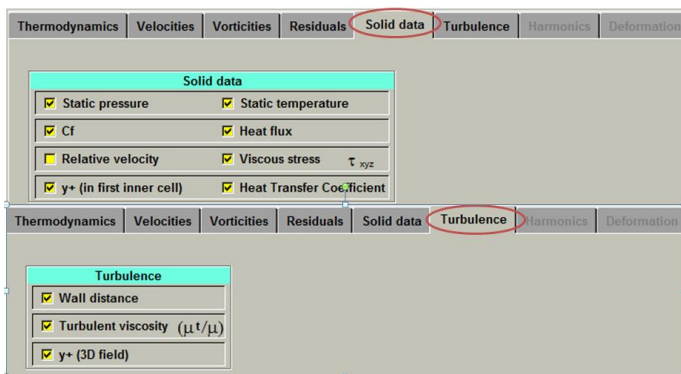 Thermodynamics Velocities Vorticities Residuals Solid data Turbulence Harmonics Deformation
Solid data
Static pressure Static temperature
Cf Heat flux
Relative velocity Viscous stress τ xyz
y+ (in first inner cell) Heat Transfer Coefficient
Thermodynamics Velocities Vorticities Residuals Solid data Turbulence Harmonics Deformation
Turbulence
Wall distance
Turbulent viscosity (μt/μ)
y+ (3D field)